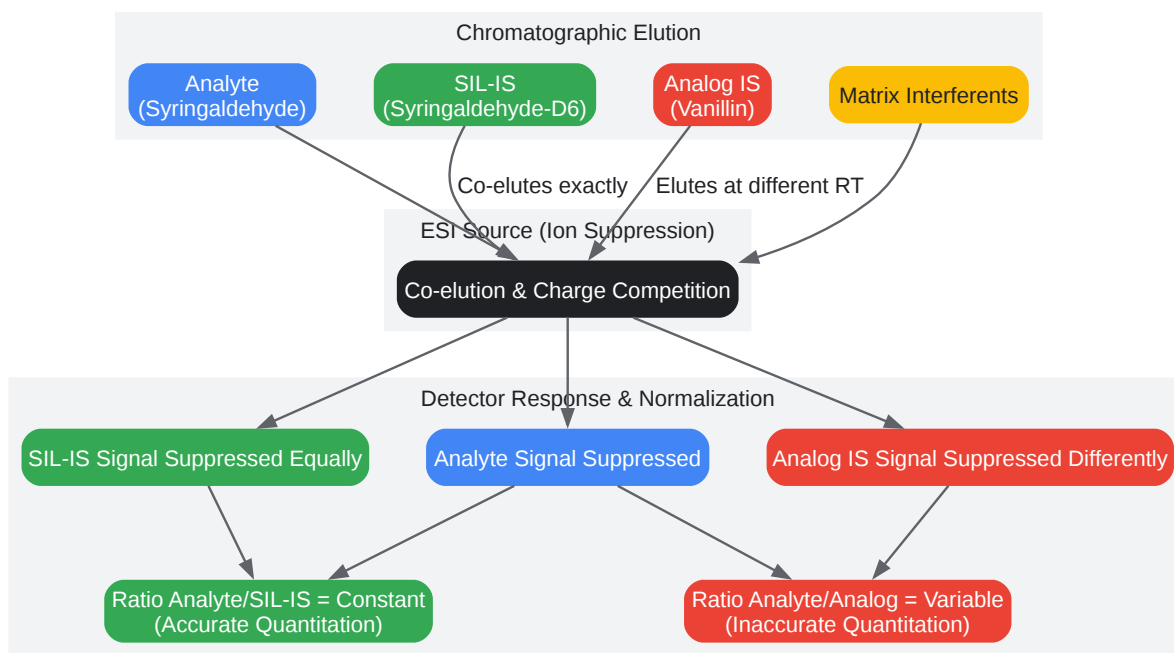 Chromatographic Elution
Analyte
(Syringaldehyde)
SIL-IS
(Syringaldehyde-D6)
Analog IS
(Vanillin)
Matrix Interferents
Co-elutes exactly
Elutes at different RT
ESI Source (Ion Suppression)
Co-elution & Charge Competition
Detector Response & Normalization
SIL-IS Signal Suppressed Equally
Analyte Signal Suppressed
Analog IS Signal Suppressed Differently
Ratio Analyte/SIL-IS = Constant
(Accurate Quantitation)
Ratio Analyte/Analog = Variable
(Inaccurate Quantitation)